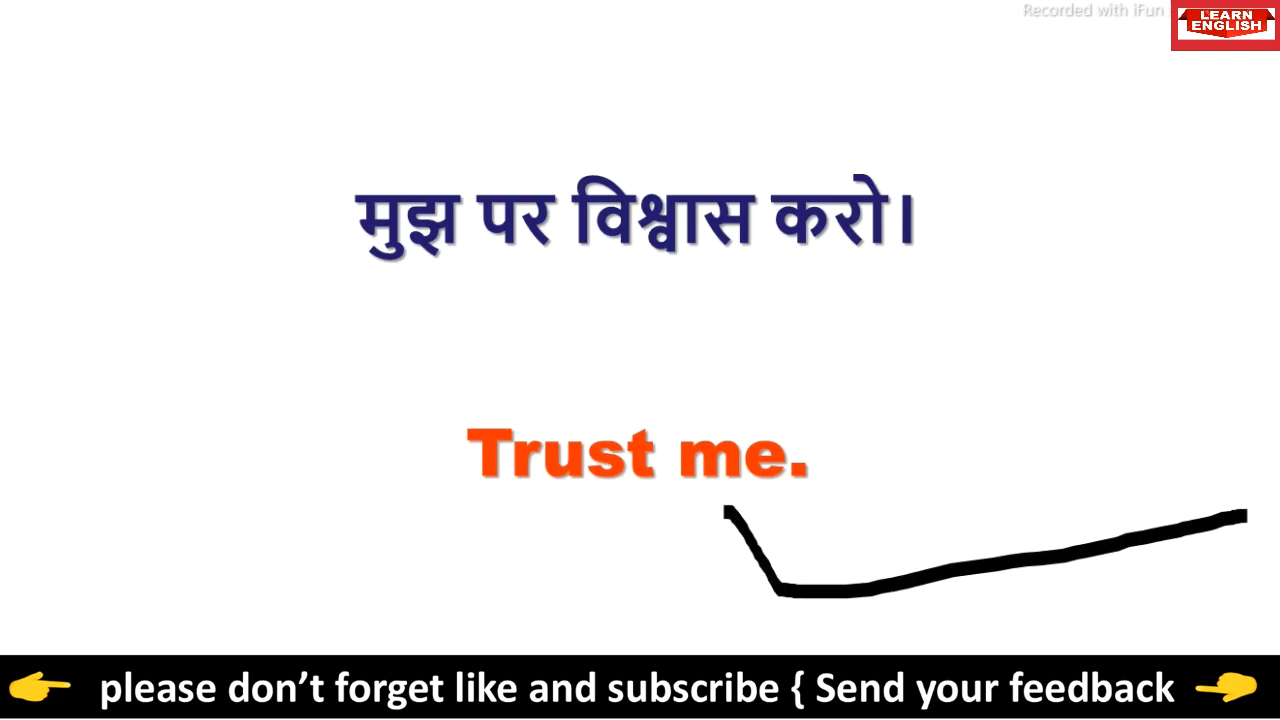 Recorded with iFun
LEARN
ENGLISH
मुझ पर विश्वास करो।
Trust me.
please don’t forget like and subscribe { Send your feedback